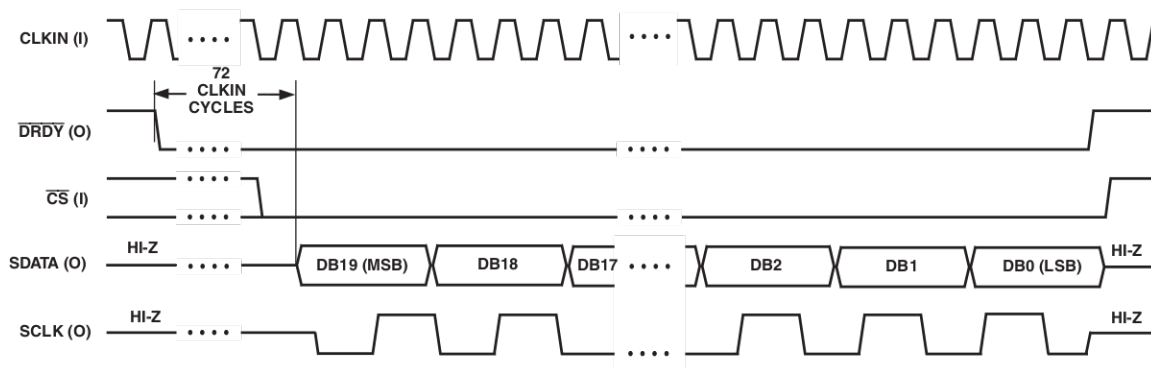 CLKIN (I)
72
CLKIN
CYCLES
DRDY (O)
CS (I)
HI-Z
SDATA (O)
DB19 (MSB)
DB18
DB17
DB2
DB1
DB0 (LSB)
HI-Z
HI-Z
SCLK (O)
HI-Z